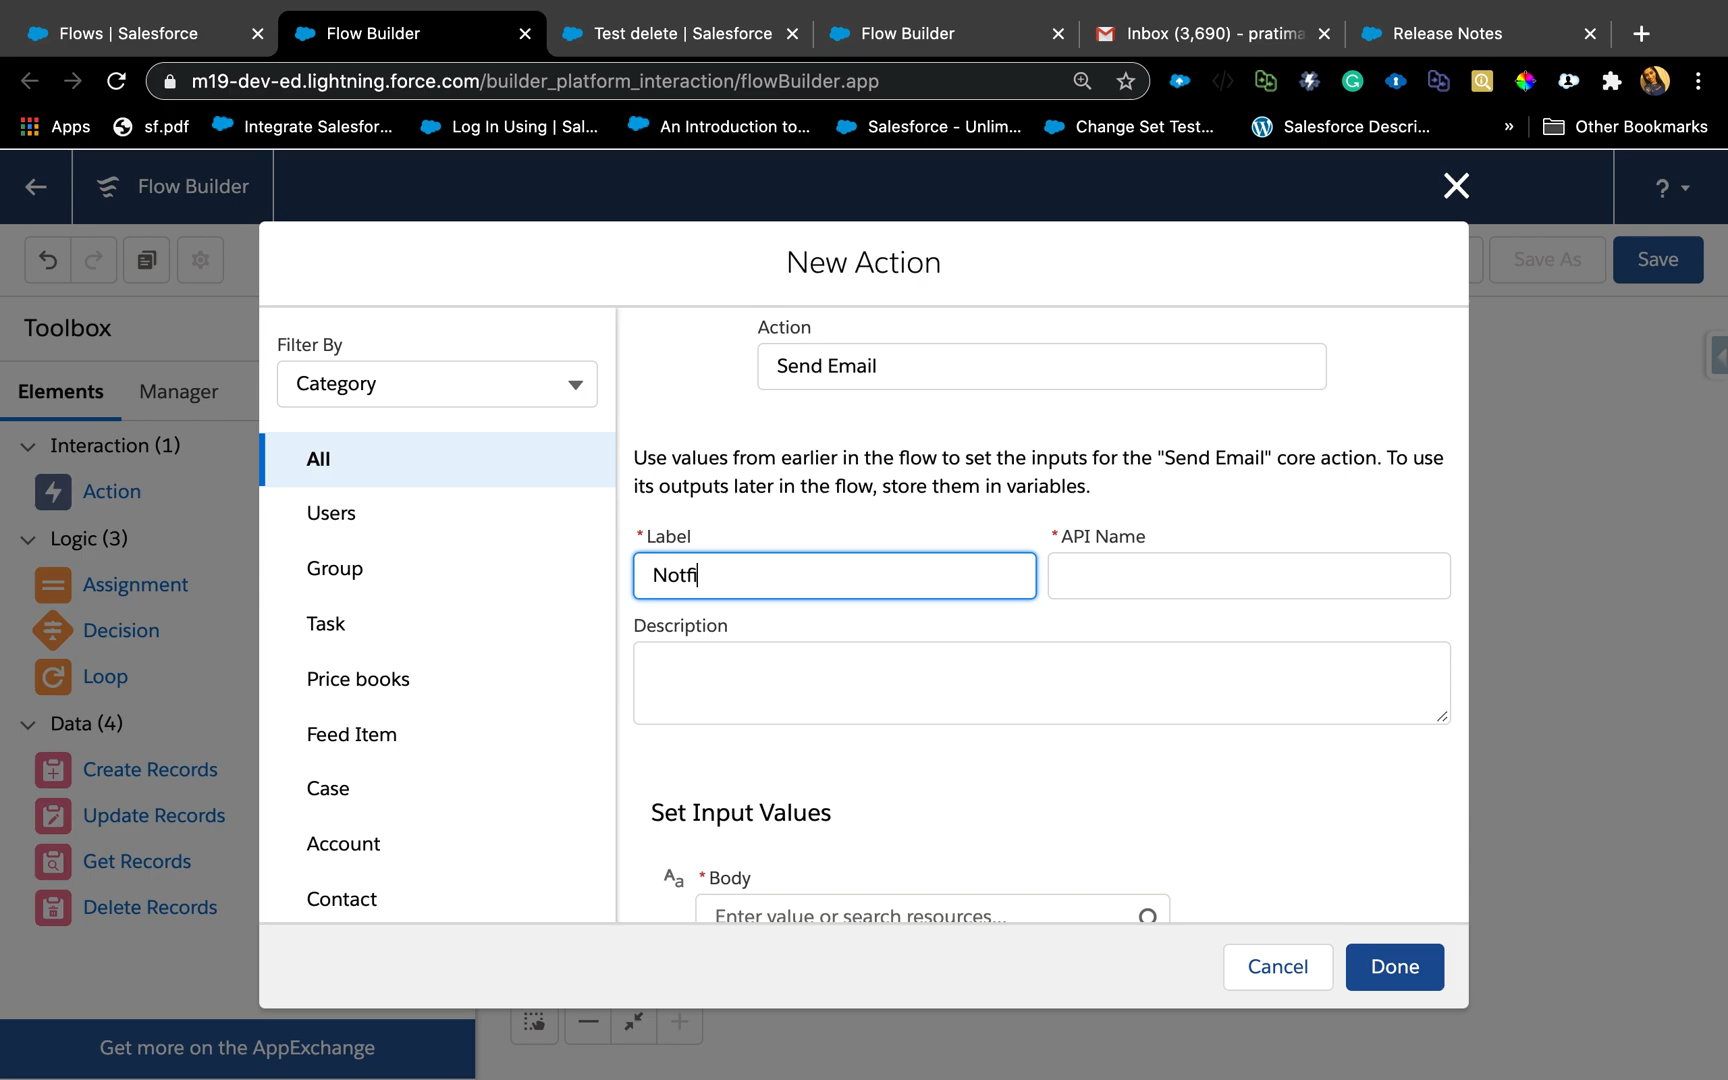 Flows | Salesforce
Flow Builder
Test delete | Salesforce
Flow Builder
Inbox (3,690) - pratima
Release Notes
m19-dev-ed.lightning.force.com/builder_platform_interaction/flowBuilder.app
Apps
sf.pdf
Integrate Salesfor...
Log In Using | Sal...
An Introduction to...
Salesforce - Unlim...
Change Set Test...
Salesforce Descri...
»
Other Bookmarks
Flow Builder
?
New Action
Save As
Save
Toolbox
Elements
Manager
Interaction (1)
Action
Logic (3)
Assignment
Decision
Loop
Data (4)
Create Records
Update Records
Get Records
Delete Records
Get more on the AppExchange
Filter By
Category
All
Users
Group
Task
Price books
Feed Item
Case
Account
Contact
Action
Send Email
Use values from earlier in the flow to set the inputs for the "Send Email" core action. To use
its outputs later in the flow, store them in variables.
* Label
* API Name
Notfi
Description
Set Input Values
Aa * Body
Enter value or search resources...
Cancel
Done